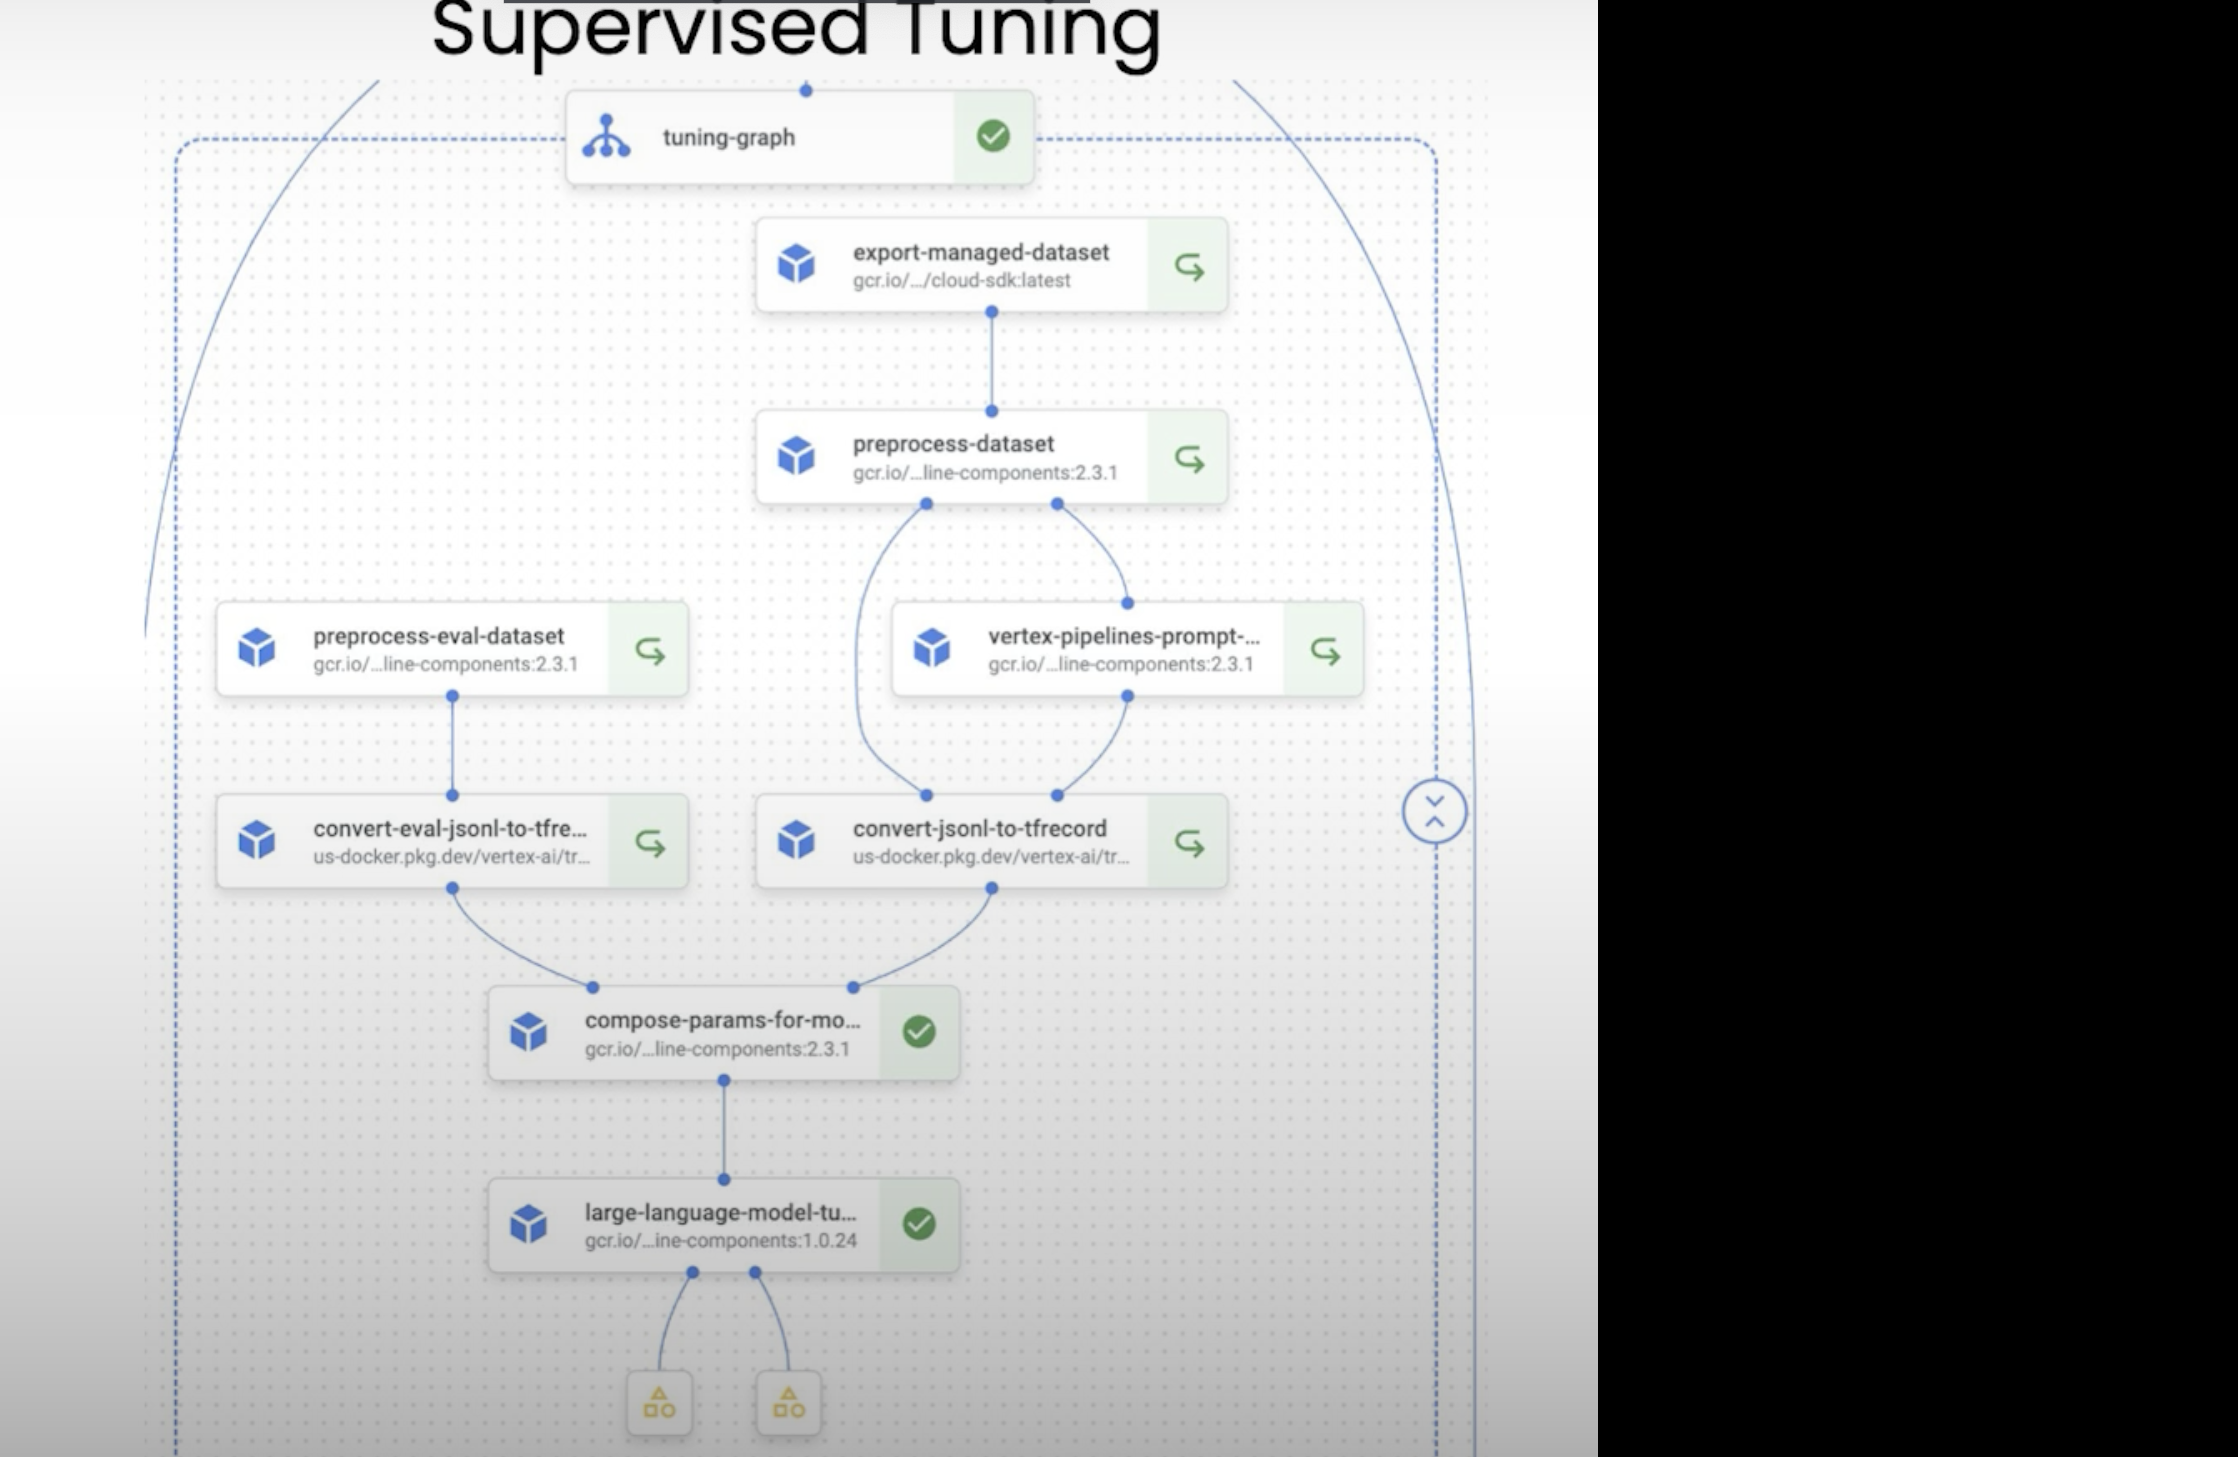 Supervised Tuning
tuning-graph
export-managed-dataset
gcr.io/.../cloud-sdk:latest
preprocess-dataset
gcr.io/...line-components:2.3.1
preprocess-eval-dataset
gcr.io/...line-components:2.3.1
vertex-pipelines-prompt-...
gcr.io/...line-components:2.3.1
convert-eval-jsonl-to-tfre...
us-docker.pkg.dev/vertex-ai/tr...
convert-jsonl-to-tfrecord
us-docker.pkg.dev/vertex-ai/tr...
compose-params-for-mo...
gcr.io/...line-components:2.3.1
large-language-model-tu...
gcr.io/...ine-components:1.0.24